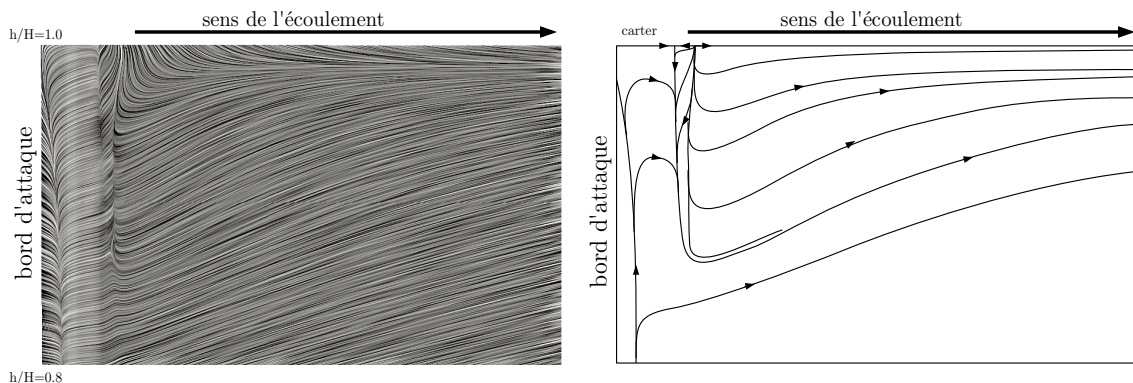 sens de l'écoulement
h/H=1.0
bord d'attaque
h/H=0.8
sens de l'écoulement
carter
bord d'attaque